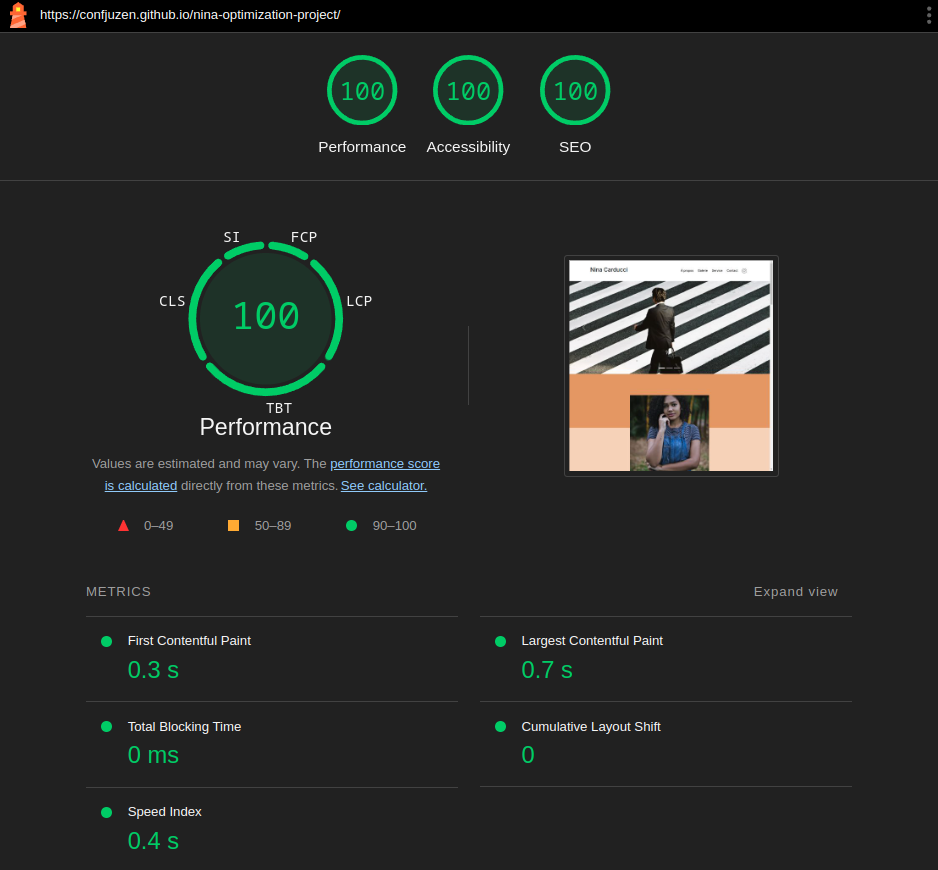 https://confjuzen.github.io/nina-optimization-project/
100 100 100
Performance Accessibility SEO
SI FCP
CLS LCP
100
TBT
Performance
Values are estimated and may vary. The performance score
is calculated directly from these metrics. See calculator.
0–49 50–89 90–100
Nina Carducci
METRICS Expand view
First Contentful Paint
0.3 s
Largest Contentful Paint
0.7 s
Total Blocking Time
0 ms
Cumulative Layout Shift
0
Speed Index
0.4 s